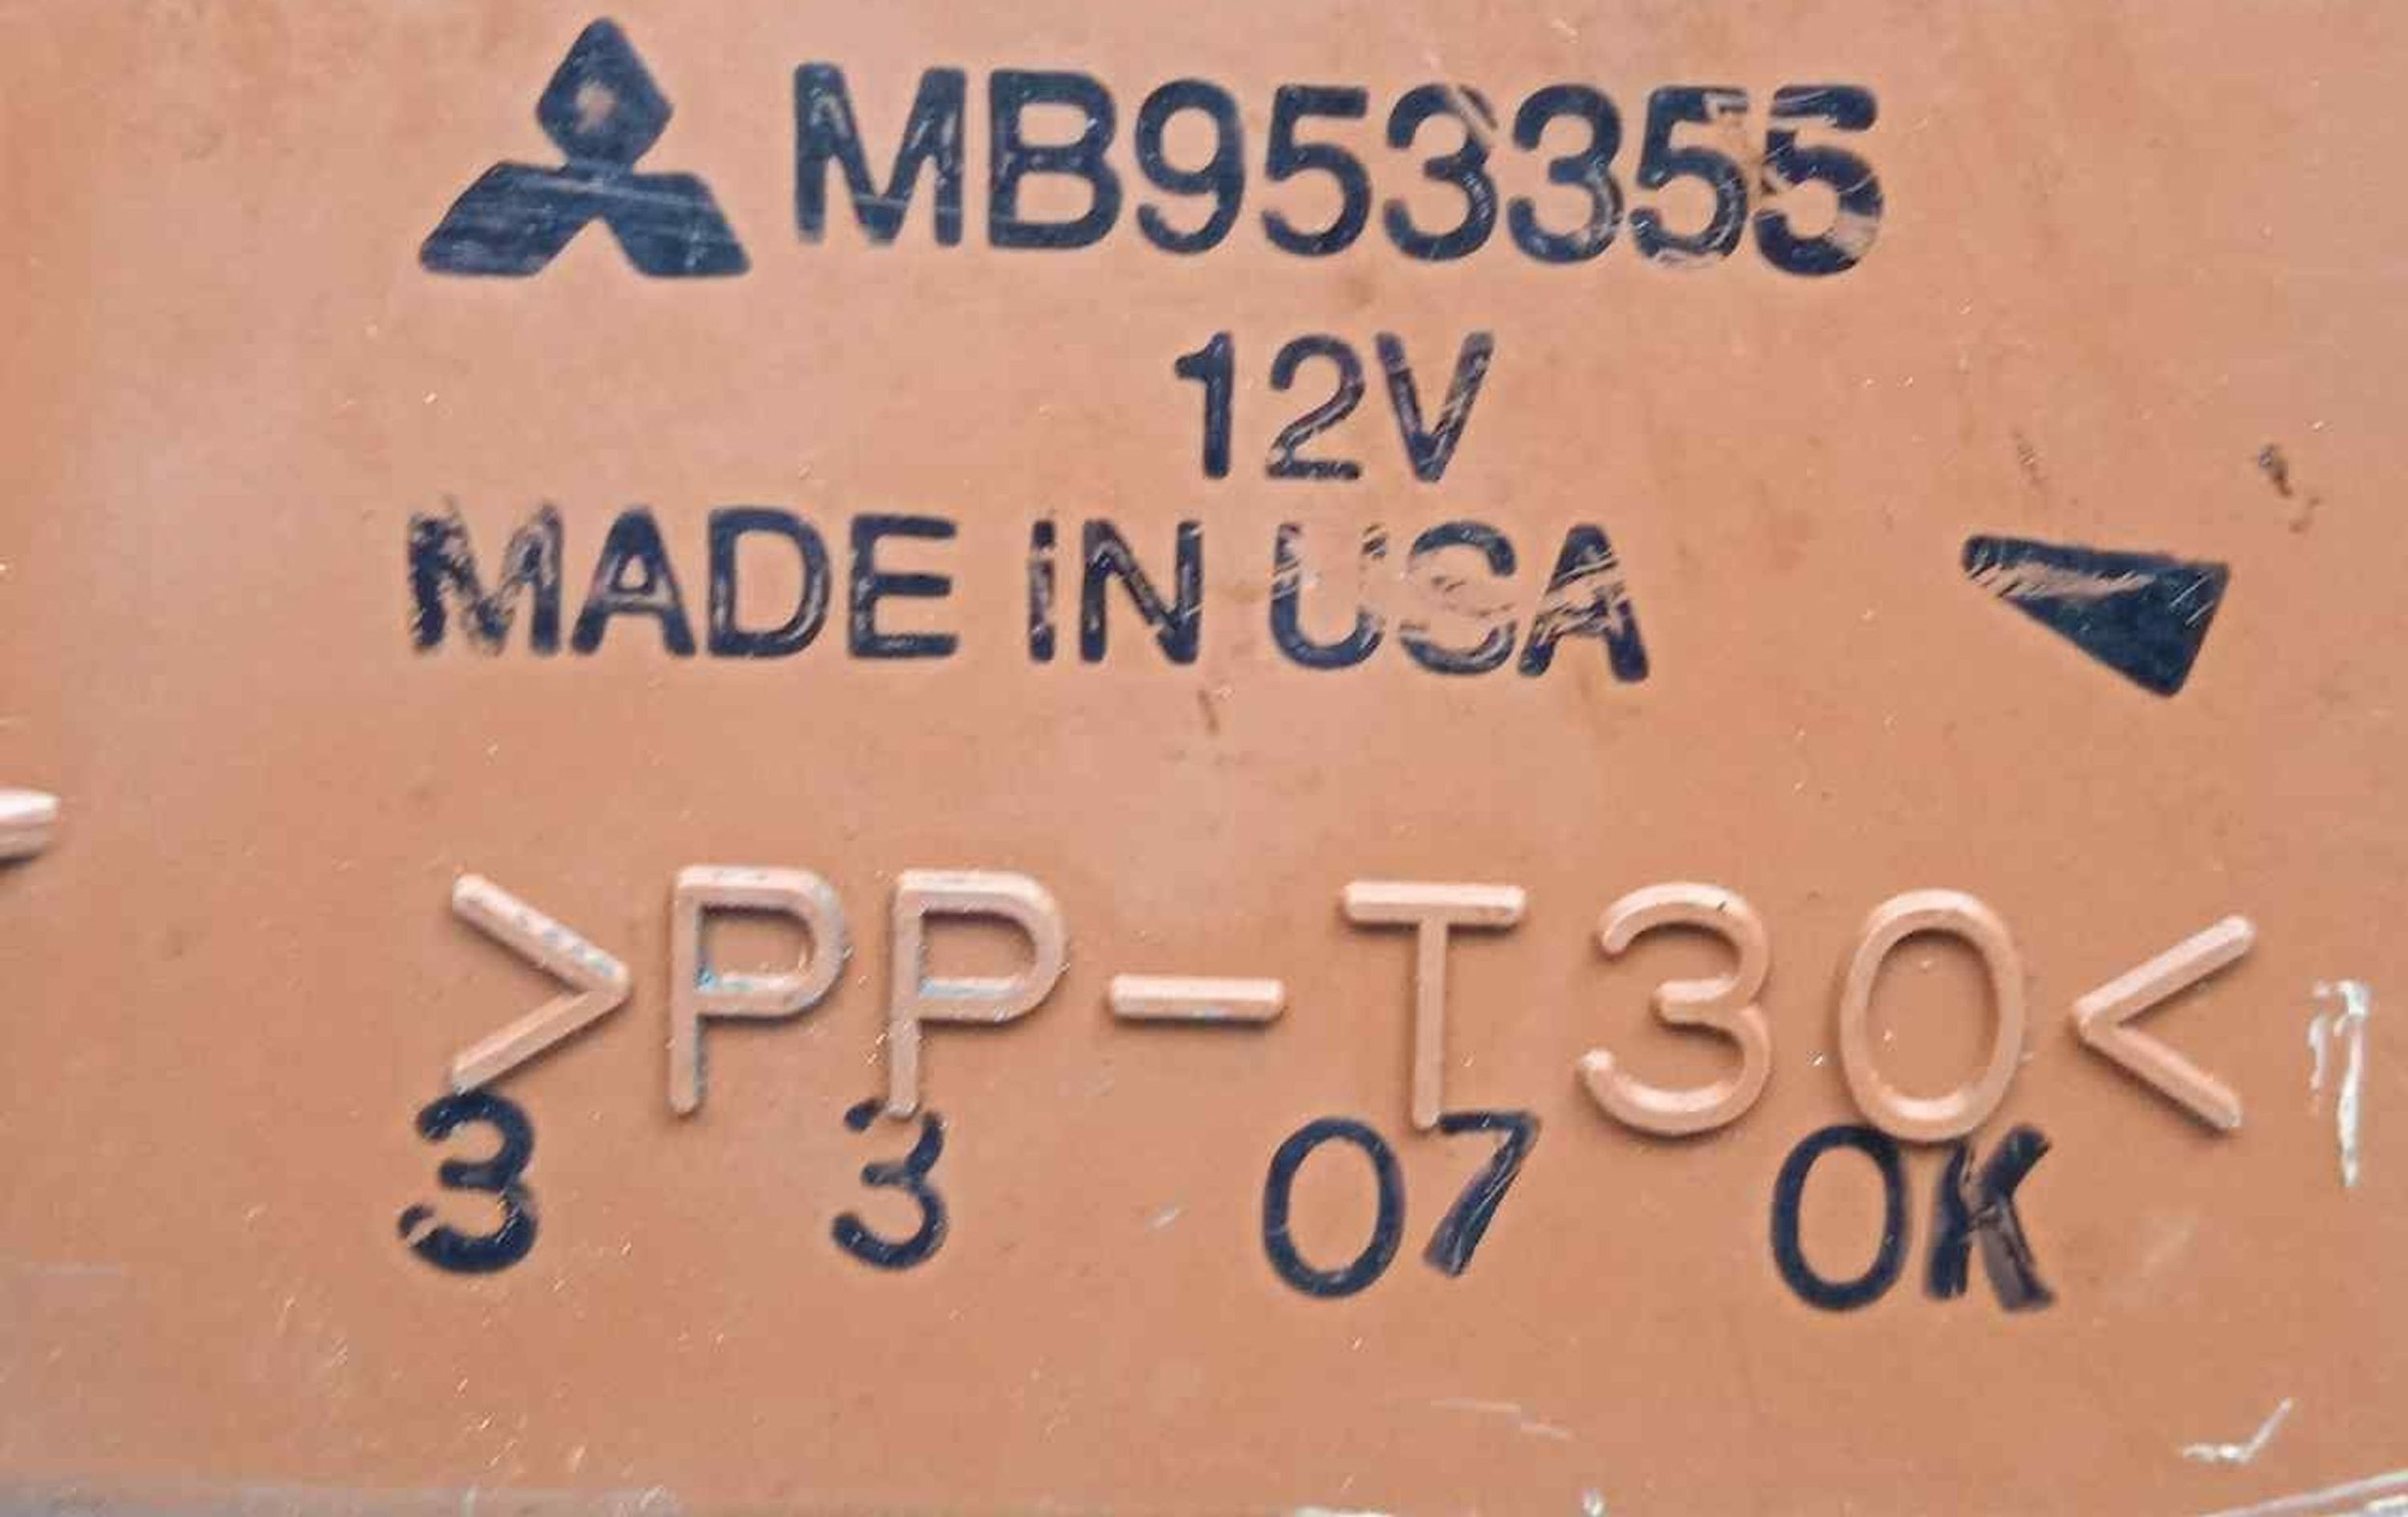 MB953355
12V
MADE IN USA
>PP-T30<
3 3 07 OK